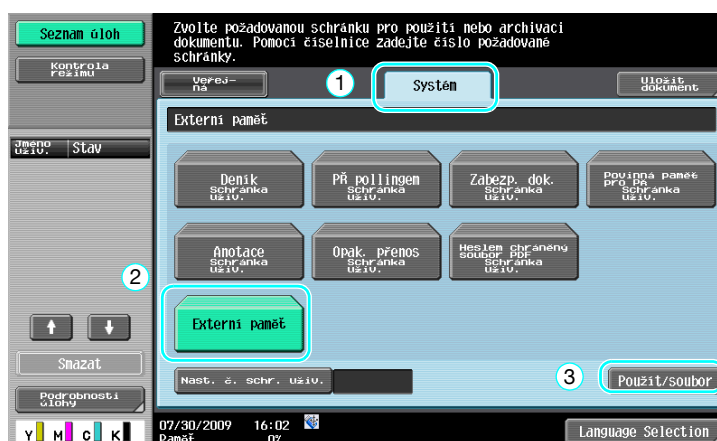 Seznam úloh
Kontrola
režimu
Jméno
uživ.
Stav
Smazat
Podrobnosti
úlohy
Y M C K
Zvolte požadovanou schránku pro použití nebo archivaci
dokumentu. Pomocí číselnice zadejte číslo požadované
schránky.
Veřej-
ná
1
Systém
Uložit
dokument
Externí paměť
Deník
Schránka
uživ.
PŘ pollingem
Schránka
uživ.
Zabezp. dok.
Schránka
uživ.
Povinná paměť
pro PŘ
Schránka
uživ.
Anotace
Schránka
uživ.
Opak. přenos
Schránka
uživ.
Heslem chráněný
soubor PDF
Schránka
uživ.
2
Externí paměť
Nast. č. schr. uživ.
3
Použít/soubor
07/30/2009 16:02
Paměť 0%
Language Selection